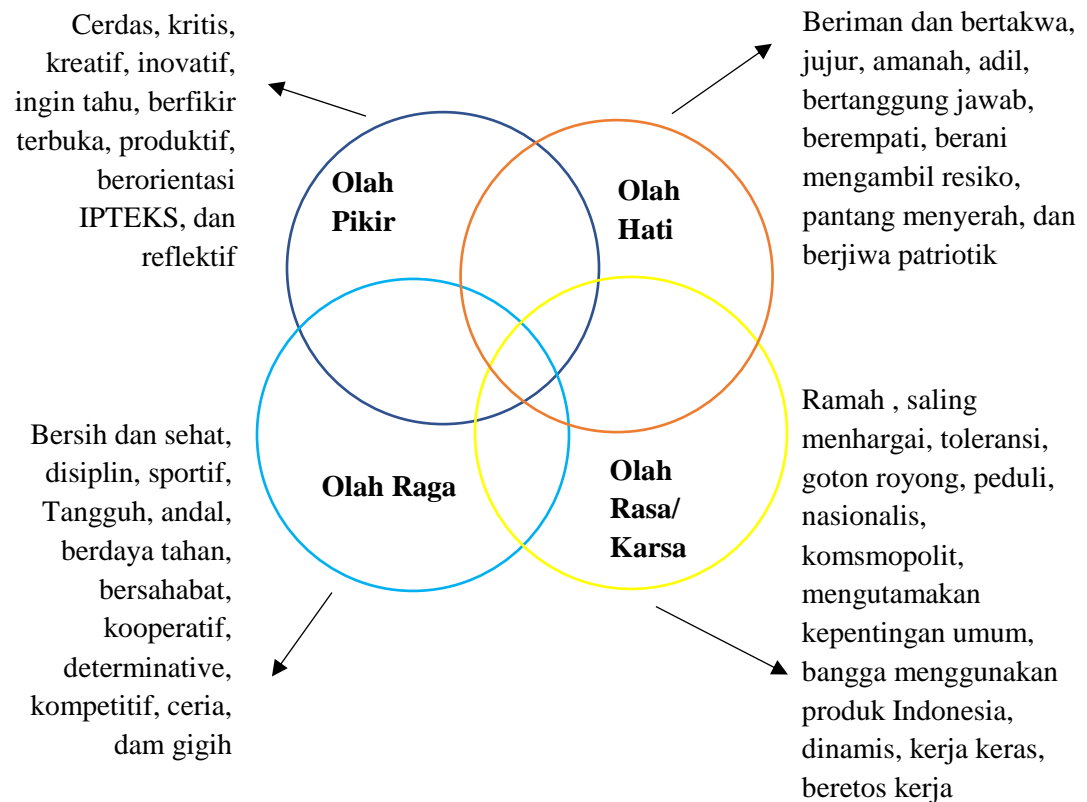 Cerdas, kritis,
kreatif, inovatif,
ingin tahu, berfikir
terbuka, produktif,
berorientasi
IPTEKS, dan
reflektif
Beriman dan bertakwa,
jujur, amanah, adil,
bertanggung jawab,
berempati, berani
mengambil resiko,
pantang menyerah, dan
berjiwa patriotik
Olah
Pikir
Olah
Hati
Bersih dan sehat,
disiplin, sportif,
Tangguh, andal,
berdaya tahan,
bersahabat,
kooperatif,
determinative,
kompetitif, ceria,
dam gigih
Olah Raga
Olah
Rasa/
Karsa
Ramah , saling
menhargai, toleransi,
goton royong, peduli,
nasionalis,
komsmopolit,
mengutamakan
kepentingan umum,
bangga menggunakan
produk Indonesia,
dinamis, kerja keras,
beretos kerja